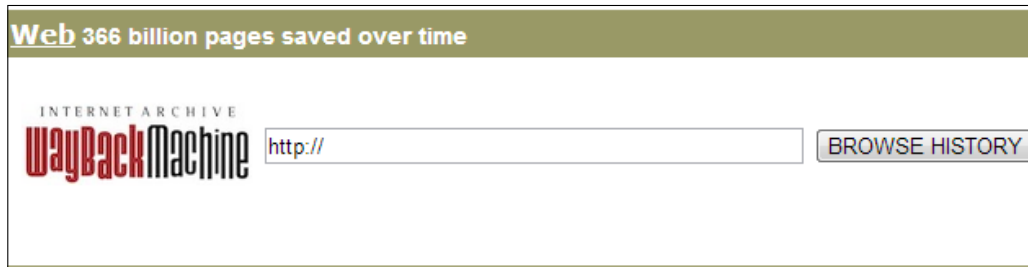 Web 366 billion pages saved over time
INTERNET ARCHIVE
WayBackMachine http:// BROWSE HISTORY